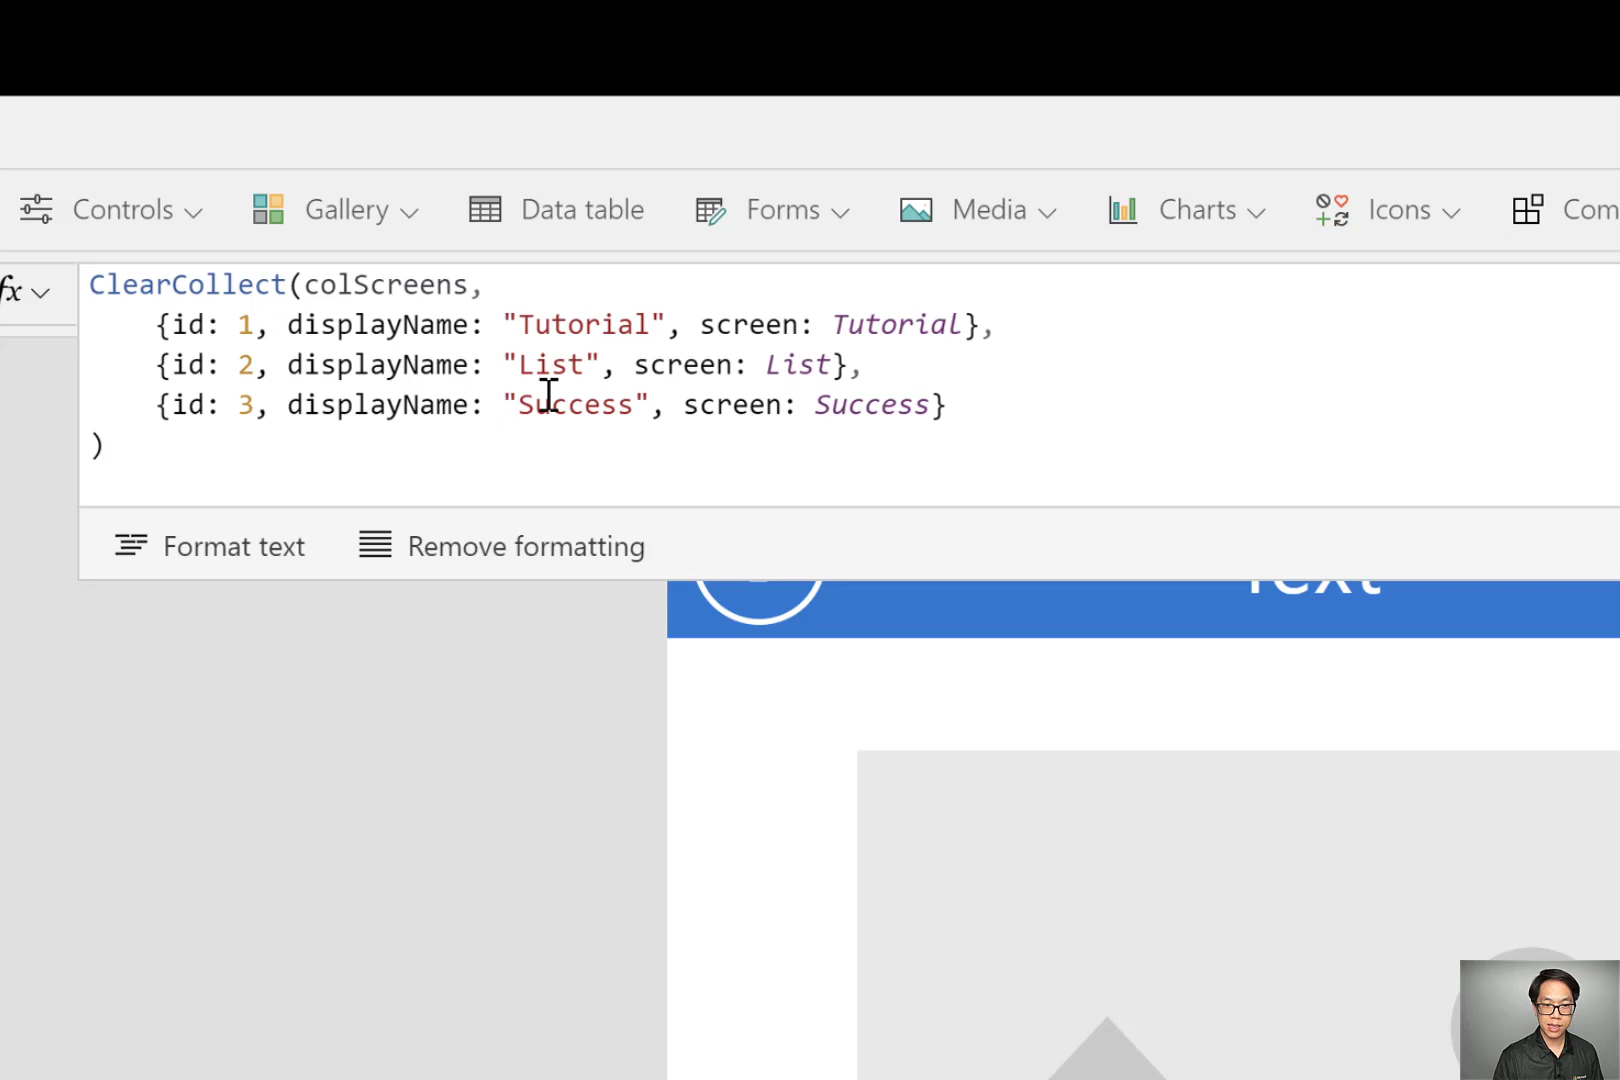 Controls Gallery Data table Forms Media Charts Icons Com
fx ClearCollect(colScreens,
{id: 1, displayName: "Tutorial", screen: Tutorial},
{id: 2, displayName: "List", screen: List},
{id: 3, displayName: "Success", screen: Success}
)
Format text Remove formatting
Text